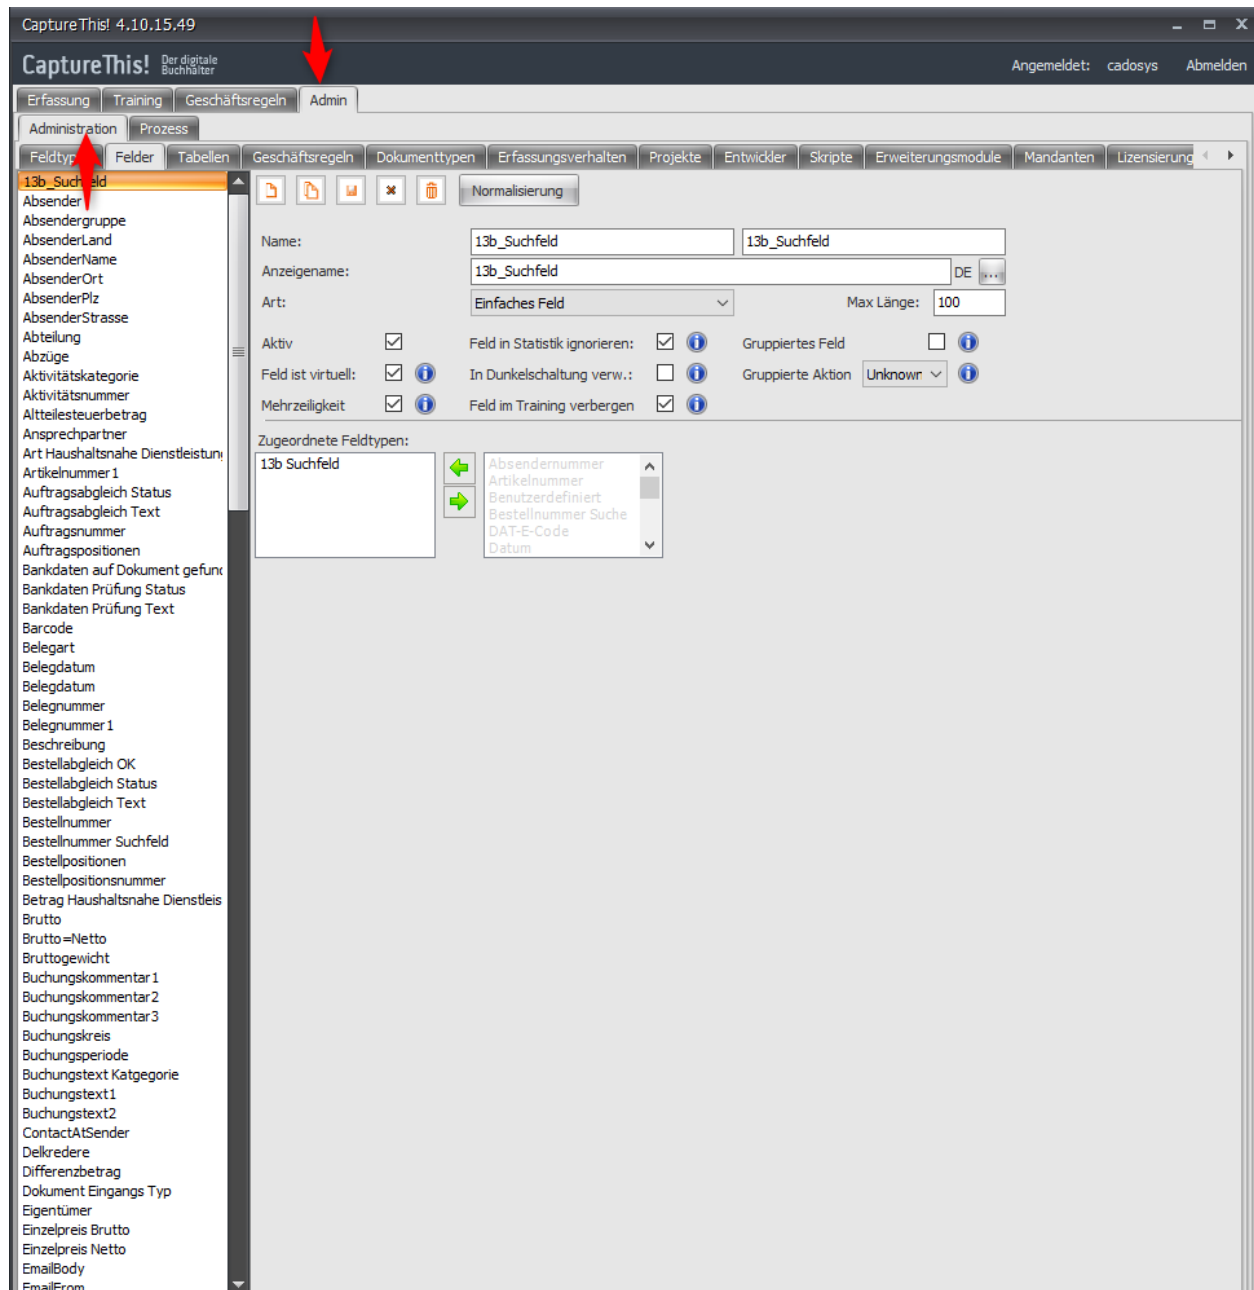 CaptureThis! 4.10.15.49
CaptureThis! Der digitale Buchhalter
Angemeldet: cadosys Abmelden
Erfassung Training Geschäftsregeln Admin
Administration Prozess
Felder Tabellen Geschäftsregeln Dokumenttypen Erfassungsverhalten Projekte Entwickler Skripte Erweiterungsmodule Mandanten Lizensierung
Normalisierung
Name: 13b_Suchfeld 13b_Suchfeld
Anzeigename: 13b_Suchfeld DE ...
Art: Einfaches Feld Max Länge: 100
Aktiv Feld in Statistik ignorieren: Gruppiertes Feld
Feld ist virtuell: In Dunkelschaltung verw.: Gruppierte Aktion Unknowr
Mehrzeiligkeit Feld im Training verbergen
Zugeordnete Feldtypen:
13b Suchfeld
Absendernummer
Artikelnummer
Benutzerdefiniert
Bestellnummer Suche
DAT-E-Code
Datum
13b_Suchfeld
Absender
Absendergruppe
AbsenderLand
AbsenderName
AbsenderOrt
AbsenderPlz
AbsenderStrasse
Abteilung
Abzüge
Aktivitätskategorie
Aktivitätsnummer
Altteilesteuerbetrag
Ansprechpartner
Art Haushaltsnahe Dienstleistung
Artikelnummer1
Auftragsabgleich Status
Auftragsabgleich Text
Auftragsnummer
Auftragspositionen
Bankdaten auf Dokument gefunc
Bankdaten Prüfung Status
Bankdaten Prüfung Text
Barcode
Belegart
Belegdatum
Belegdatum
Belegnummer
Belegnummer1
Beschreibung
Bestellabgleich OK
Bestellabgleich Status
Bestellabgleich Text
Bestellnummer
Bestellnummer Suchfeld
Bestellpositionen
Bestellpositionsnummer
Betrag Haushaltsnahe Dienstleis
Brutto
Brutto=Netto
Bruttogewicht
Buchungskommentar1
Buchungskommentar2
Buchungskommentar3
Buchungskreis
Buchungsperiode
Buchungstext Katgegorie
Buchungstext1
Buchungstext2
ContactAtSender
Delkredere
Differenzbetrag
Dokument Eingangs Typ
Eigentümer
Einzelpreis Brutto
Einzelpreis Netto
EmailBody
EmailFrom